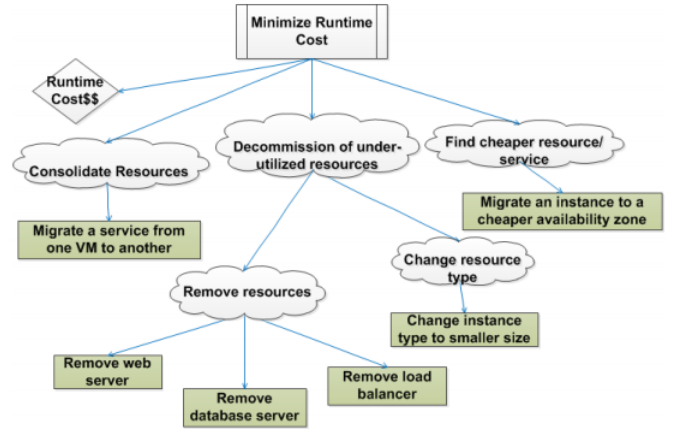 Minimize Runtime
Cost
Runtime
Cost$$
Consolidate Resources
Decommission of under-
utilized resources
Find cheaper resource/
service
Migrate a service from
one VM to another
Migrate an instance to a
cheaper availability zone
Remove resources
Change resource
type
Change instance
type to smaller size
Remove web
server
Remove
database server
Remove load
balancer